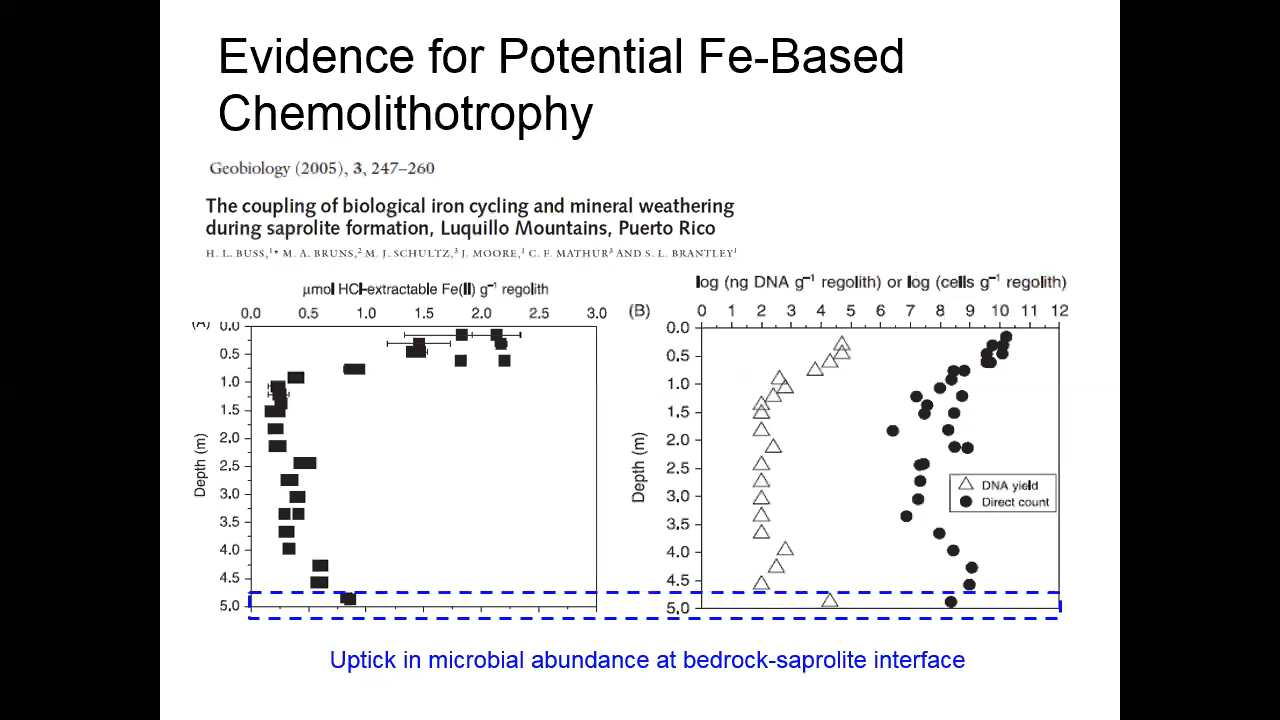 Evidence for Potential Fe-Based
Chemolithotrophy
Geobiology (2005), 3, 247–260
The coupling of biological iron cycling and mineral weathering
during saprolite formation, Luquillo Mountains, Puerto Rico
H. L. BUSS,¹* M. A. BRUNS,² M. J. SCHULTZ,³ J. MOORE,¹ C. F. MATHUR³ AND S. L. BRANTLEY¹
µmol HCl-extractable Fe(II) g⁻¹ regolith
0.0 0.5 1.0 1.5 2.0 2.5 3.0
(A)
0.0
0.5
1.0
1.5
2.0
2.5
3.0
3.5
4.0
4.5
5.0
Depth (m)
log (ng DNA g⁻¹ regolith) or log (cells g⁻¹ regolith)
(B)
0 1 2 3 4 5 6 7 8 9 10 11 12
0.0
0.5
1.0
1.5
2.0
2.5
3.0
3.5
4.0
4.5
5.0
Depth (m)
DNA yield
Direct count
Uptick in microbial abundance at bedrock-saprolite interface